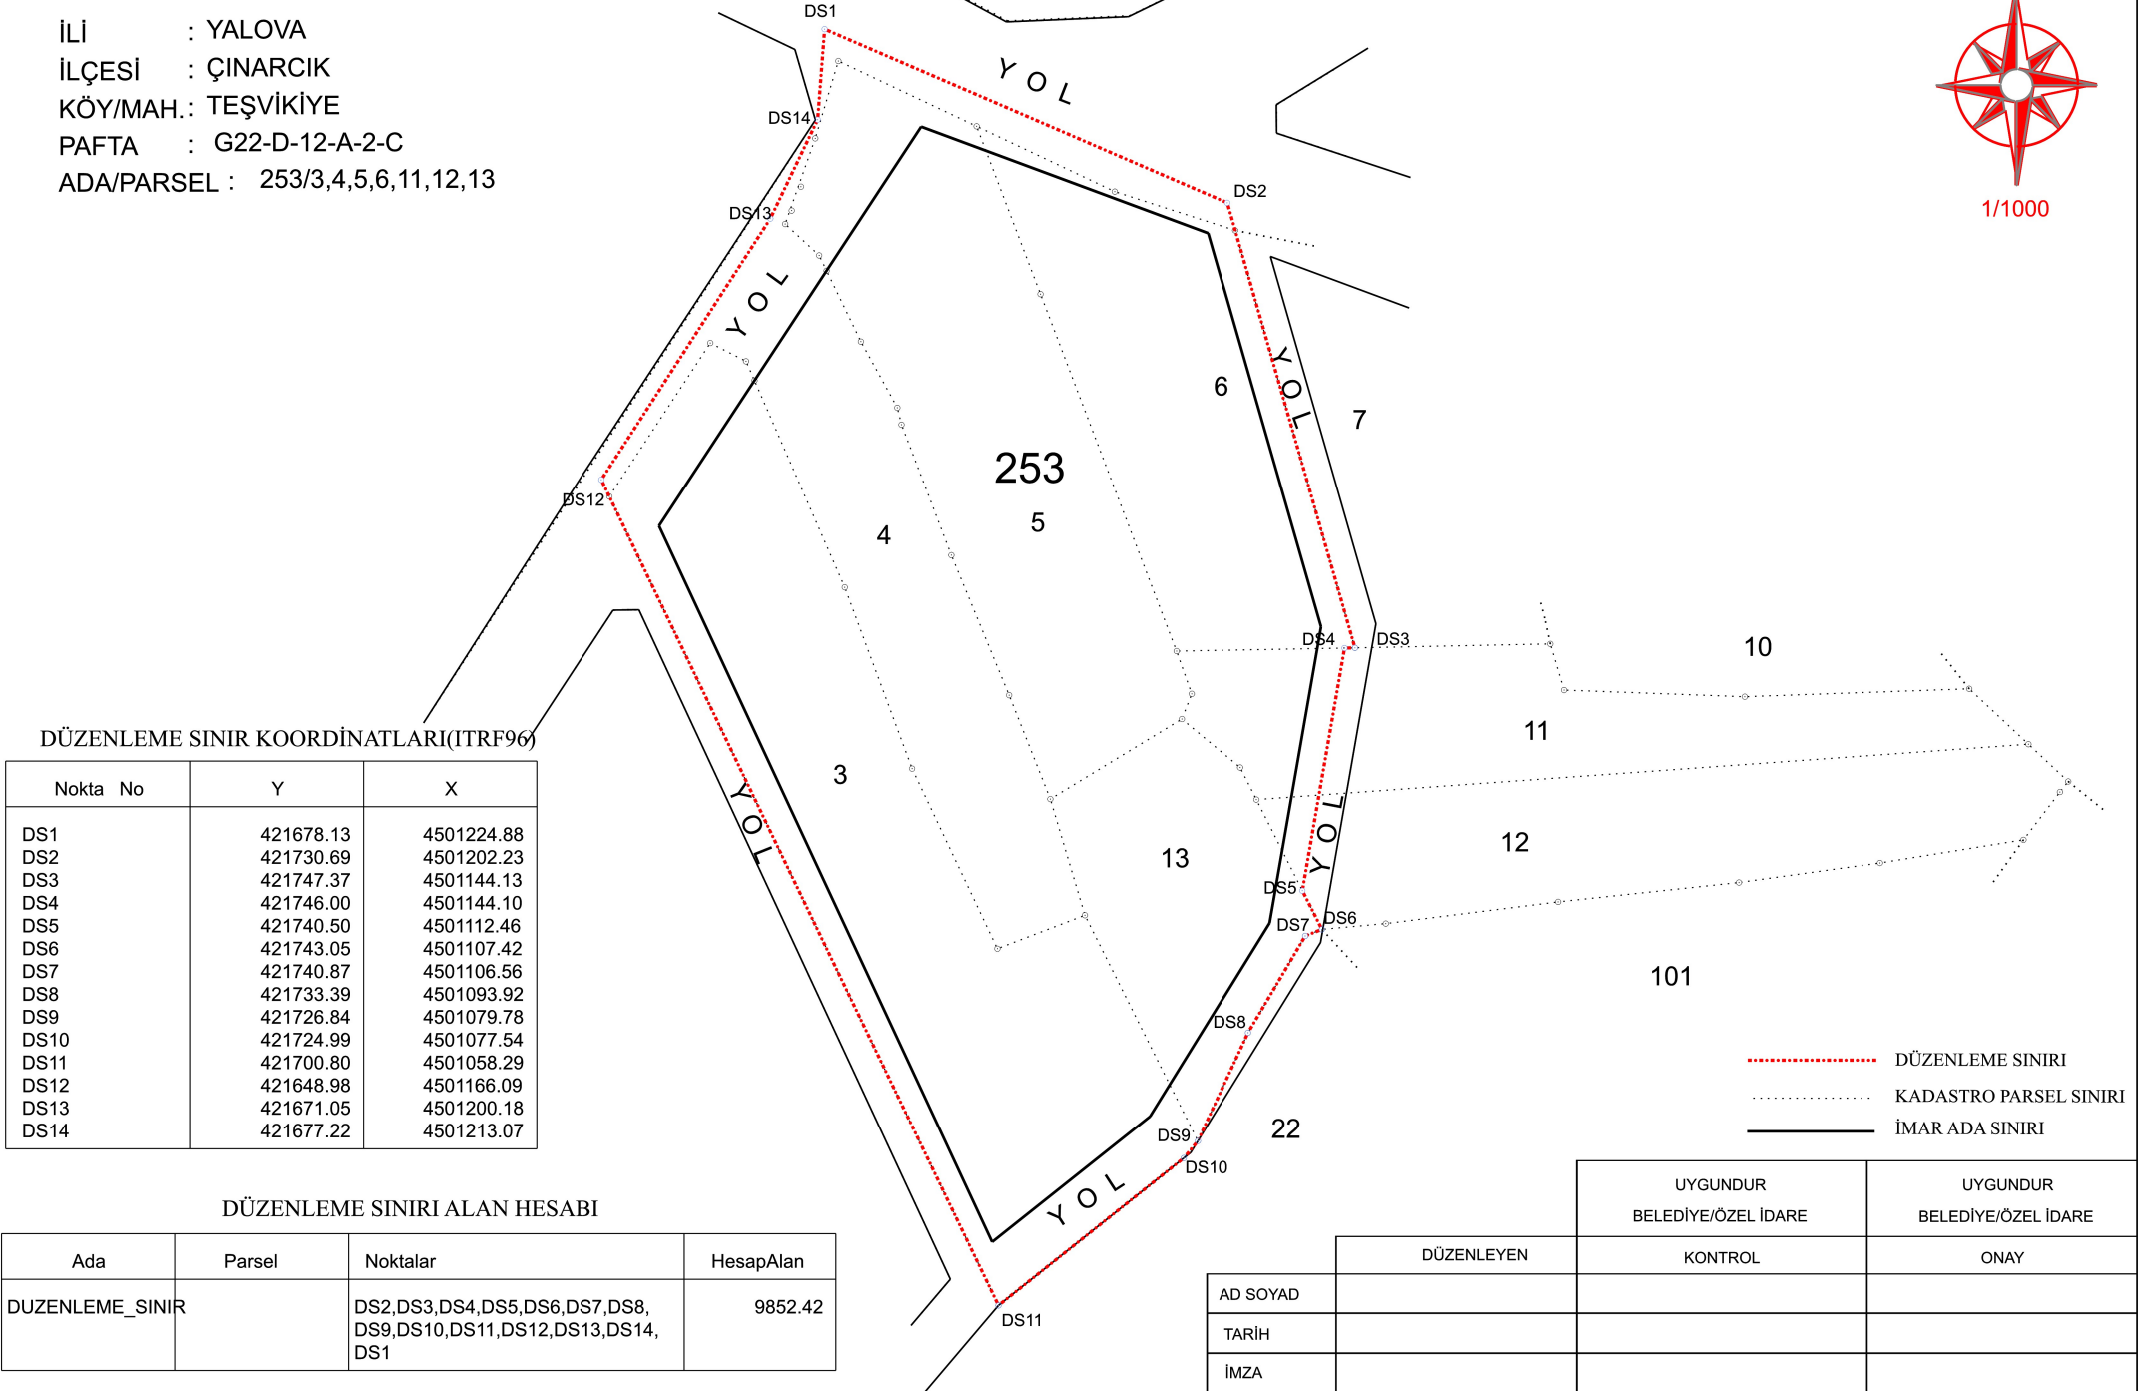 İLİ : YALOVA
İLÇESİ : ÇINARCIK
KÖY/MAH. : TEŞVİKİYE
PAFTA : G22-D-12-A-2-C
ADA/PARSEL : 253/3,4,5,6,11,12,13
1/1000
DS1
YOL
DS14
DS2
DS13
YOL
YOL
6
7
253
5
4
DS12
DS4
DS3
10
11
3
YOL
13
12
YOL
DS5
DS7
DS6
101
DS8
22
DS9
DS10
YOL
DS11
DÜZENLEME SINIR KOORDİNATLARI(ITRF96)
Nokta No Y X
DS1 421678.13 4501224.88
DS2 421730.69 4501202.23
DS3 421747.37 4501144.13
DS4 421746.00 4501144.10
DS5 421740.50 4501112.46
DS6 421743.05 4501107.42
DS7 421740.87 4501106.56
DS8 421733.39 4501093.92
DS9 421726.84 4501079.78
DS10 421724.99 4501077.54
DS11 421700.80 4501058.29
DS12 421648.98 4501166.09
DS13 421671.05 4501200.18
DS14 421677.22 4501213.07
DÜZENLEME SINIRI ALAN HESABI
Ada Parsel Noktalar HesapAlan
DUZENLEME_SINIR DS2,DS3,DS4,DS5,DS6,DS7,DS8, 9852.42
DS9,DS10,DS11,DS12,DS13,DS14,
DS1
DÜZENLEME SINIRI
KADASTRO PARSEL SINIRI
İMAR ADA SINIRI
UYGUNDUR UYGUNDUR
BELEDİYE/ÖZEL İDARE BELEDİYE/ÖZEL İDARE
DÜZENLEYEN KONTROL ONAY
AD SOYAD
TARİH
İMZA